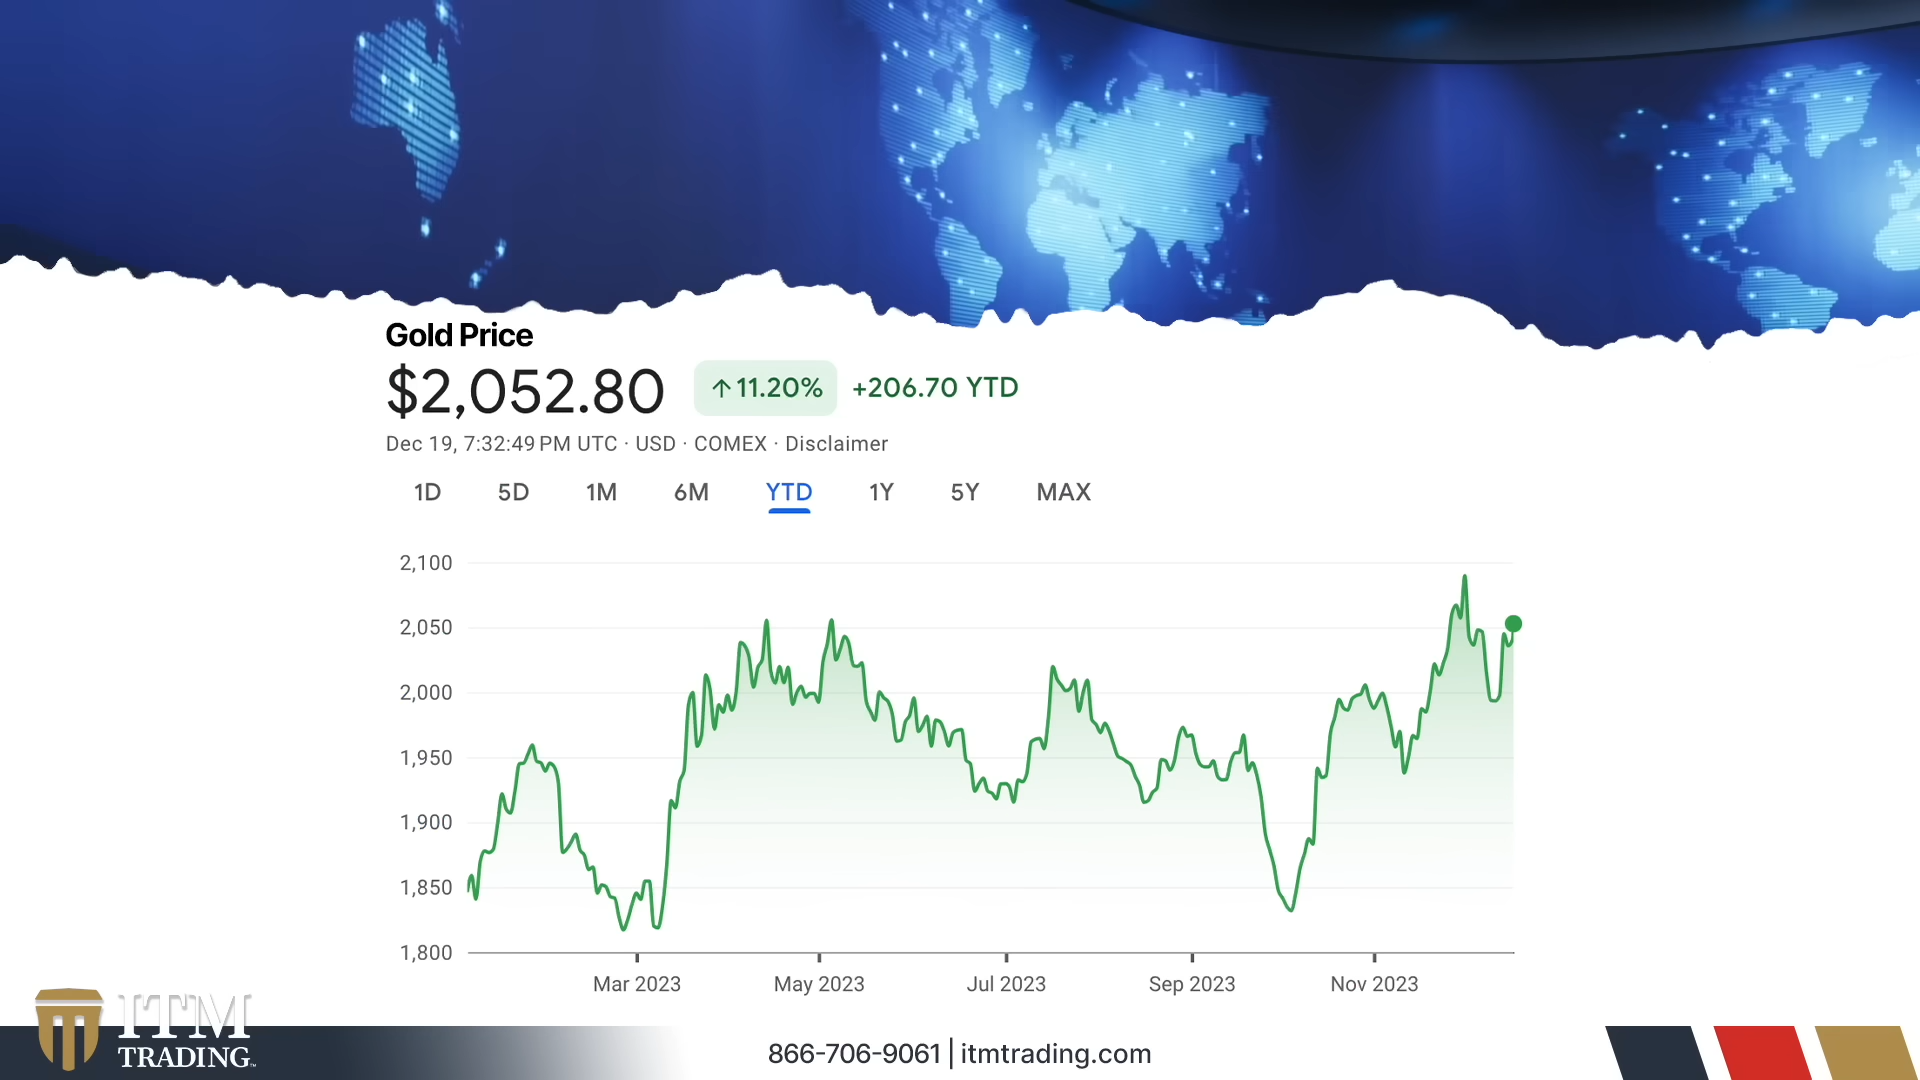 Gold Price
$2,052.80 ↑11.20% +206.70 YTD
Dec 19, 7:32:49 PM UTC · USD · COMEX · Disclaimer
1D 5D 1M 6M YTD 1Y 5Y MAX
2,100
2,050
2,000
1,950
1,900
1,850
1,800
Mar 2023 May 2023 Jul 2023 Sep 2023 Nov 2023
ITM
TRADING
866-706-9061 | itmtrading.com